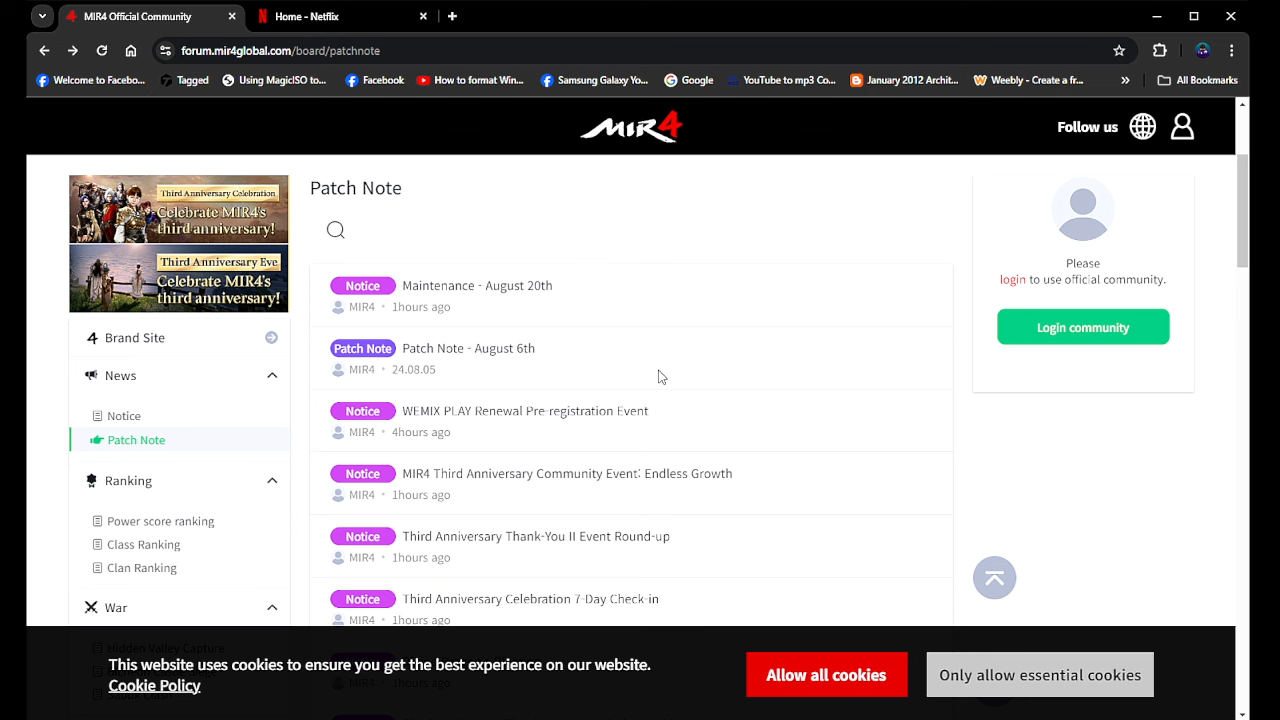 MIR4 Official Community
Home - Netflix
forum.mir4global.com/board/patchnote
Welcome to Facebo...
Tagged
Using MagicISO to...
Facebook
How to format Win...
Samsung Galaxy Yo...
Google
YouTube to mp3 Co...
January 2012 Archit...
Weebly - Create a fr...
All Bookmarks
MIR4
Follow us
Third Anniversary Celebration
Celebrate MIR4's
third anniversary!
Third Anniversary Eve
Celebrate MIR4's
third anniversary!
Brand Site
News
Notice
Patch Note
Ranking
Power score ranking
Class Ranking
Clan Ranking
War
Hidden Valley Capture
Patch Note
Notice Maintenance - August 20th
MIR4 • 1hours ago
Patch Note Patch Note - August 6th
MIR4 • 24.08.05
Notice WEMIX PLAY Renewal Pre-registration Event
MIR4 • 4hours ago
Notice MIR4 Third Anniversary Community Event: Endless Growth
MIR4 • 1hours ago
Notice Third Anniversary Thank-You II Event Round-up
MIR4 • 1hours ago
Notice Third Anniversary Celebration 7-Day Check-in
MIR4 • 1hours ago
Please
login to use official community.
Login community
This website uses cookies to ensure you get the best experience on our website.
Cookie Policy
Allow all cookies
Only allow essential cookies